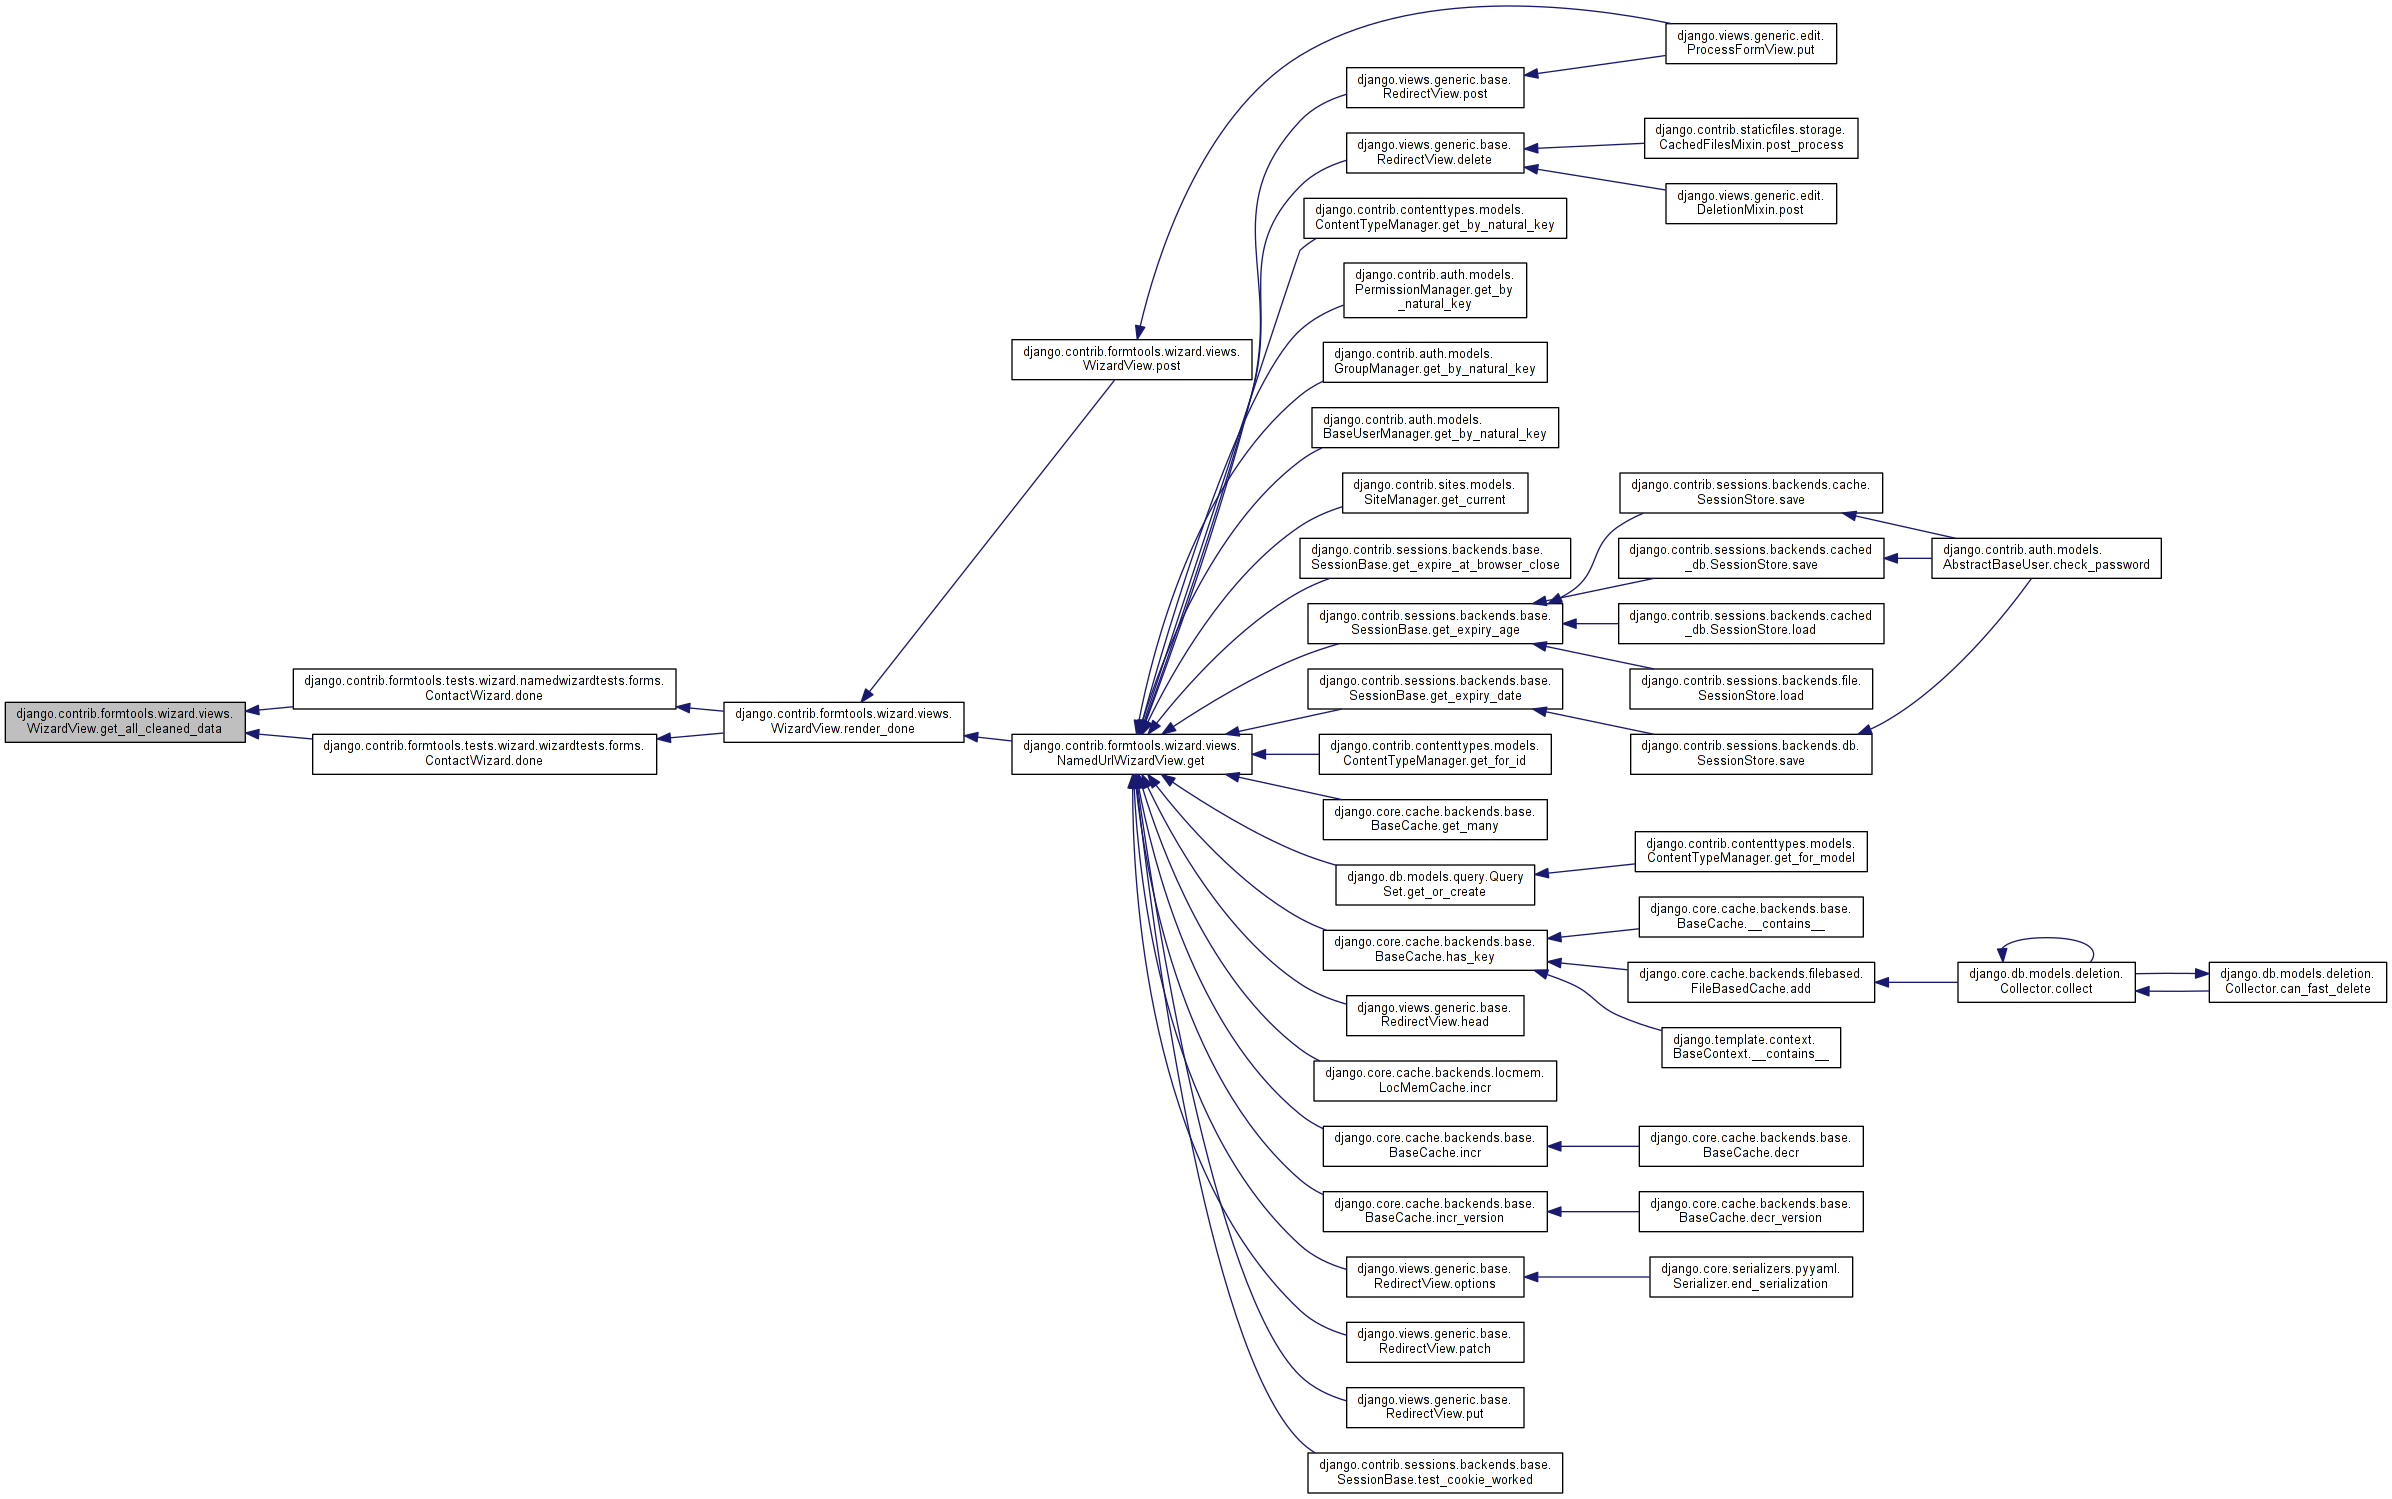 django.views.generic.edit.
ProcessFormView.put
django.views.generic.base.
RedirectView.post
django.views.generic.base.
RedirectView.delete
django.contrib.staticfiles.storage.
CachedFilesMixin.post_process
django.views.generic.edit.
DeletionMixin.post
django.contrib.contenttypes.models.
ContentTypeManager.get_by_natural_key
django.contrib.auth.models.
PermissionManager.get_by
_natural_key
django.contrib.formtools.wizard.views.
WizardView.post
django.contrib.auth.models.
GroupManager.get_by_natural_key
django.contrib.auth.models.
BaseUserManager.get_by_natural_key
django.contrib.sites.models.
SiteManager.get_current
django.contrib.sessions.backends.cache.
SessionStore.save
django.contrib.sessions.backends.base.
SessionBase.get_expire_at_browser_close
django.contrib.sessions.backends.cached
_db.SessionStore.save
django.contrib.auth.models.
AbstractBaseUser.check_password
django.contrib.sessions.backends.base.
SessionBase.get_expiry_age
django.contrib.sessions.backends.cached
_db.SessionStore.load
django.contrib.formtools.tests.wizard.namedwizardtests.forms.
ContactWizard.done
django.contrib.sessions.backends.base.
SessionBase.get_expiry_date
django.contrib.sessions.backends.file.
SessionStore.load
django.contrib.formtools.wizard.views.
WizardView.get_all_cleaned_data
django.contrib.formtools.wizard.views.
WizardView.render_done
django.contrib.formtools.tests.wizard.wizardtests.forms.
ContactWizard.done
django.contrib.formtools.wizard.views.
NamedUrlWizardView.get
django.contrib.contenttypes.models.
ContentTypeManager.get_for_id
django.contrib.sessions.backends.db.
SessionStore.save
django.core.cache.backends.base.
BaseCache.get_many
django.db.models.query.Query
Set.get_or_create
django.contrib.contenttypes.models.
ContentTypeManager.get_for_model
django.core.cache.backends.base.
BaseCache.has_key
django.core.cache.backends.base.
BaseCache.__contains__
django.core.cache.backends.filebased.
FileBasedCache.add
django.db.models.deletion.
Collector.collect
django.db.models.deletion.
Collector.can_fast_delete
django.views.generic.base.
RedirectView.head
django.template.context.
BaseContext.__contains__
django.core.cache.backends.locmem.
LocMemCache.incr
django.core.cache.backends.base.
BaseCache.incr
django.core.cache.backends.base.
BaseCache.decr
django.core.cache.backends.base.
BaseCache.incr_version
django.core.cache.backends.base.
BaseCache.decr_version
django.views.generic.base.
RedirectView.options
django.core.serializers.pyyaml.
Serializer.end_serialization
django.views.generic.base.
RedirectView.patch
django.views.generic.base.
RedirectView.put
django.contrib.sessions.backends.base.
SessionBase.test_cookie_worked